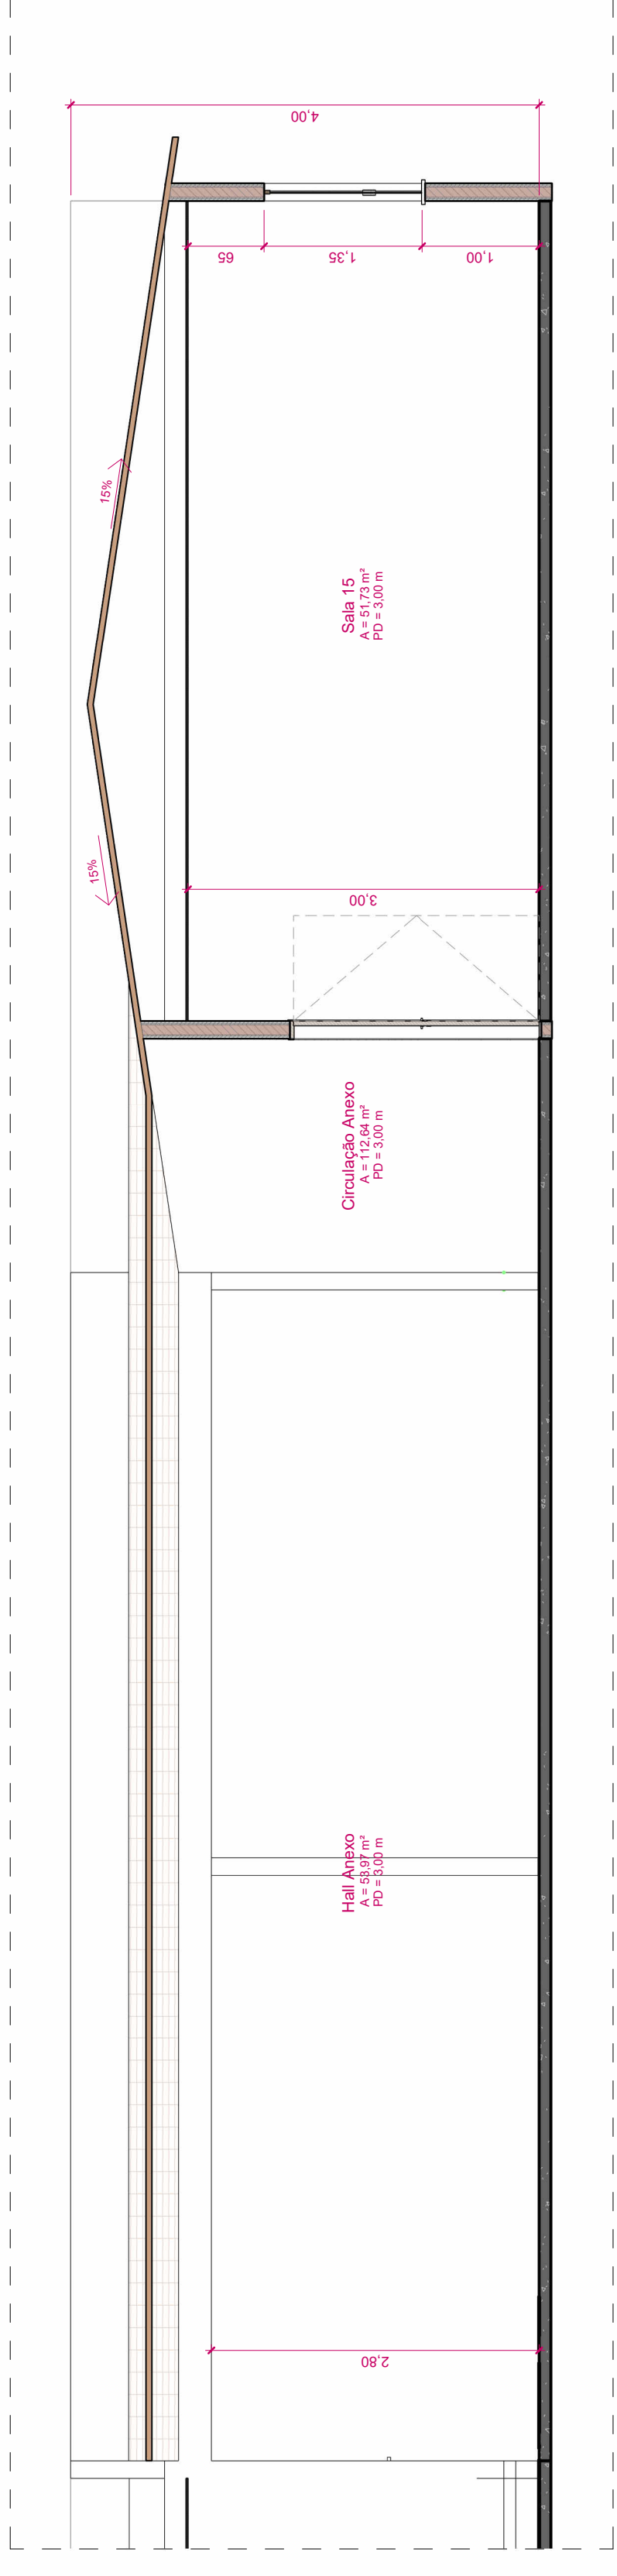 4,00
65
1,35
1,00
15%
Sala 15
A = 51,73 m²
PD = 3,00 m
15%
3,00
Circulação Anexo
A = 112,64 m²
PD = 3,00 m
Hall Anexo
A = 53,97 m²
PD = 3,00 m
2,80